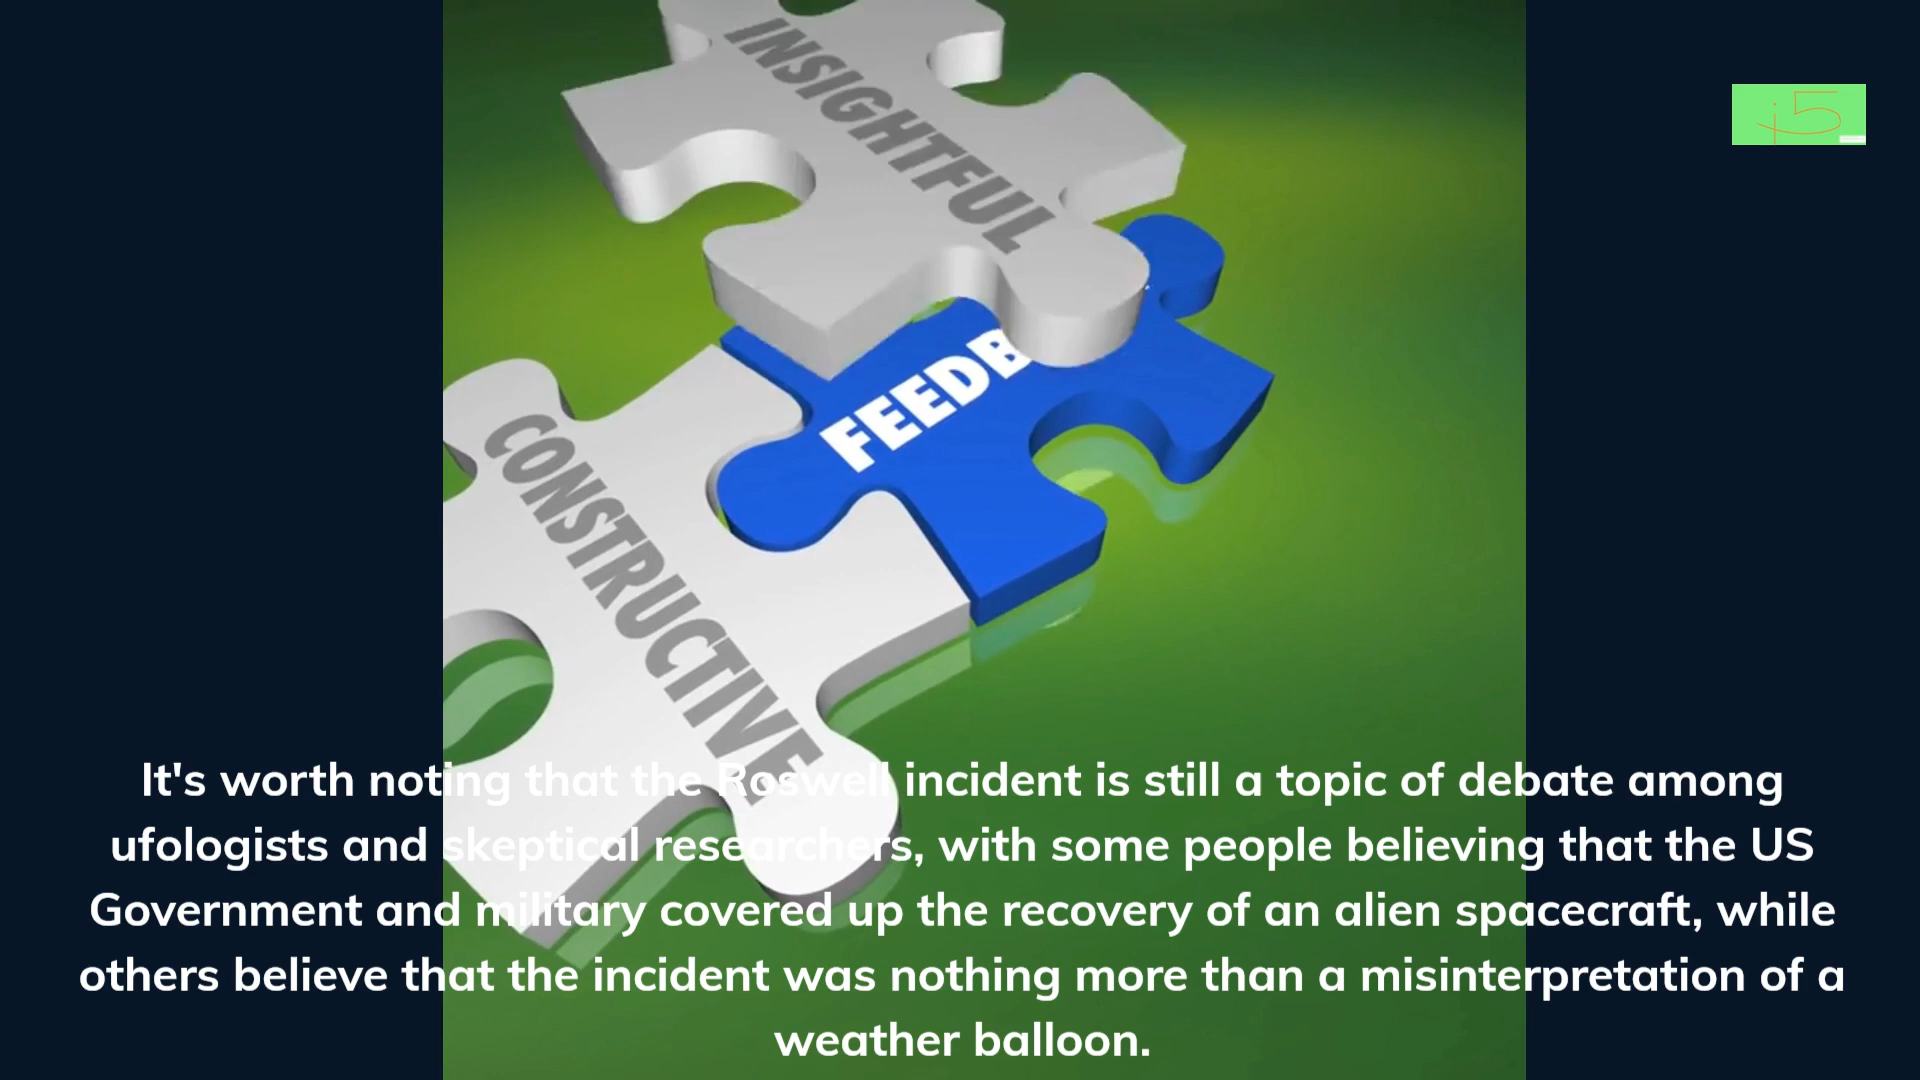 INSIGHTFUL
i5
FEEDB
CONSTRUCTIVE
It's worth noting that the Roswell incident is still a topic of debate among
ufologists and skeptical researchers, with some people believing that the US
Government and military covered up the recovery of an alien spacecraft, while
others believe that the incident was nothing more than a misinterpretation of a
weather balloon.